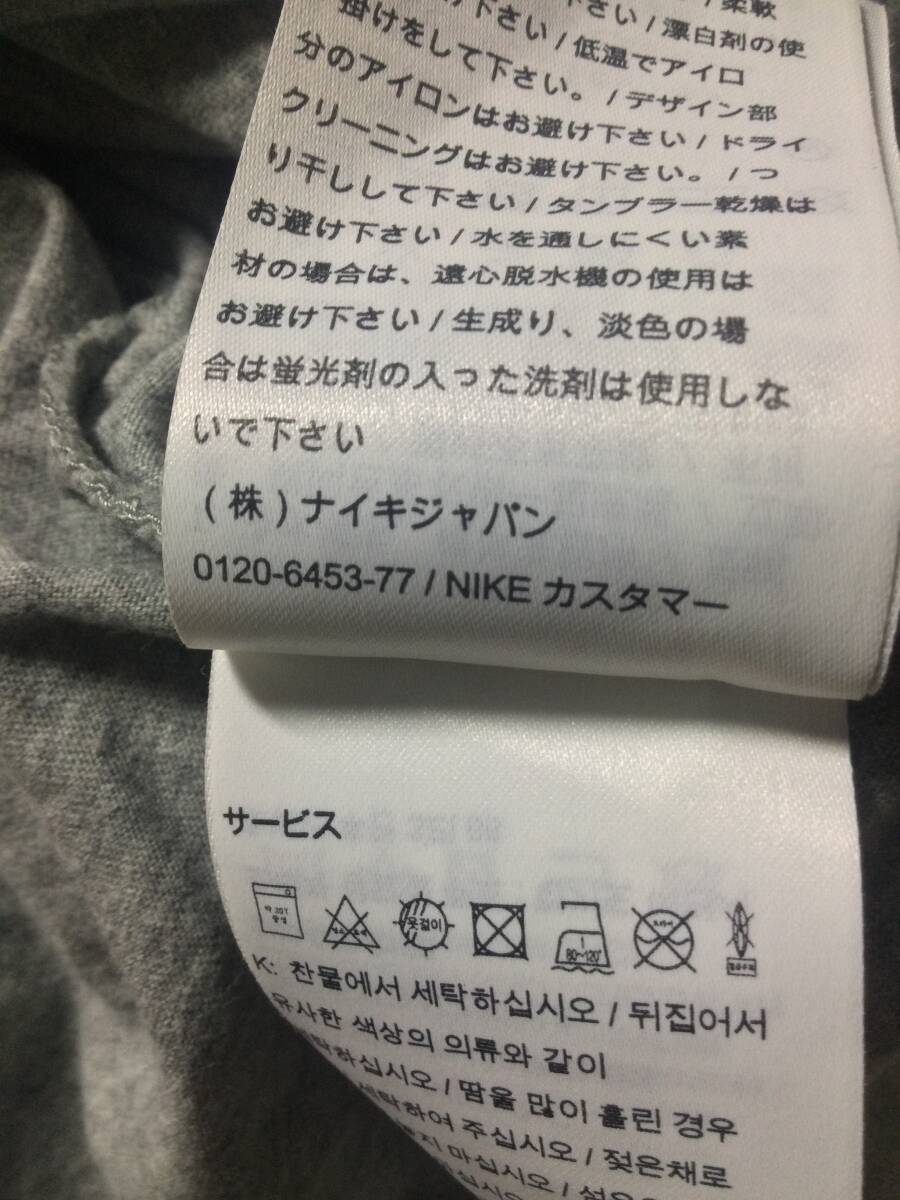 / 柔軟
下さい / 漂白剤の使
下さい / 低温でアイロ
掛けをして下さい。 / デザイン部
分のアイロンはお避け下さい / ドライ
クリーニングはお避け下さい。 / つ
り干しして下さい / タンブラー乾燥は
お避け下さい / 水を通しにくい素
材の場合は、遠心脱水機の使用は
お避け下さい / 生成り、淡色の場
合は蛍光剤の入った洗剤は使用しな
いで下さい
(株)ナイキジャパン
0120-6453-77 / NIKE カスタマー
サービス
옷걸이
80~120°
K: 찬물에서 세탁하십시오 / 뒤집어서
유사한 색상의 의류와 같이
탁하십시오 / 땀을 많이 흘린 경우
세탁하여 주십시오 / 젖은채로
마십시오